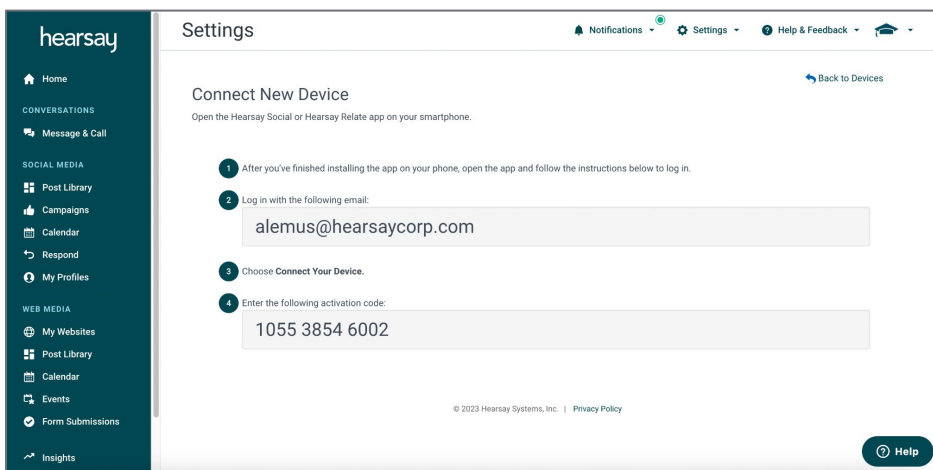 hearsay
Home
CONVERSATIONS
Message & Call
SOCIAL MEDIA
Post Library
Campaigns
Calendar
Respond
My Profiles
WEB MEDIA
My Websites
Post Library
Calendar
Events
Form Submissions
Insights
Settings
Notifications
Settings
Help & Feedback
Back to Devices
Connect New Device
Open the Hearsay Social or Hearsay Relate app on your smartphone.
1 After you've finished installing the app on your phone, open the app and follow the instructions below to log in.
2 Log in with the following email:
alemus@hearsaycorp.com
3 Choose Connect Your Device.
4 Enter the following activation code:
1055 3854 6002
© 2023 Hearsay Systems, Inc. | Privacy Policy
Help